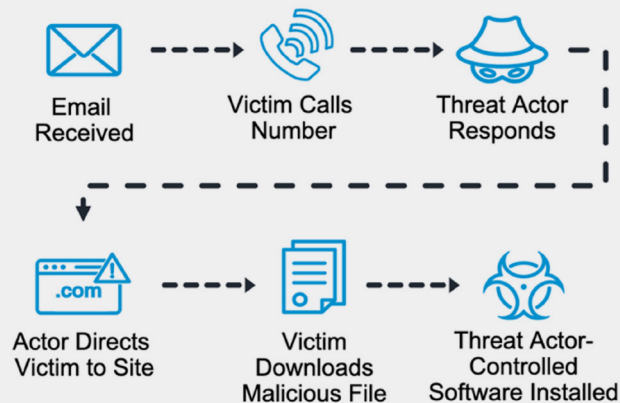 Email
Received
Victim Calls
Number
Threat Actor
Responds
.com
!
Actor Directs
Victim to Site
Victim
Downloads
Malicious File
Threat Actor-
Controlled
Software Installed